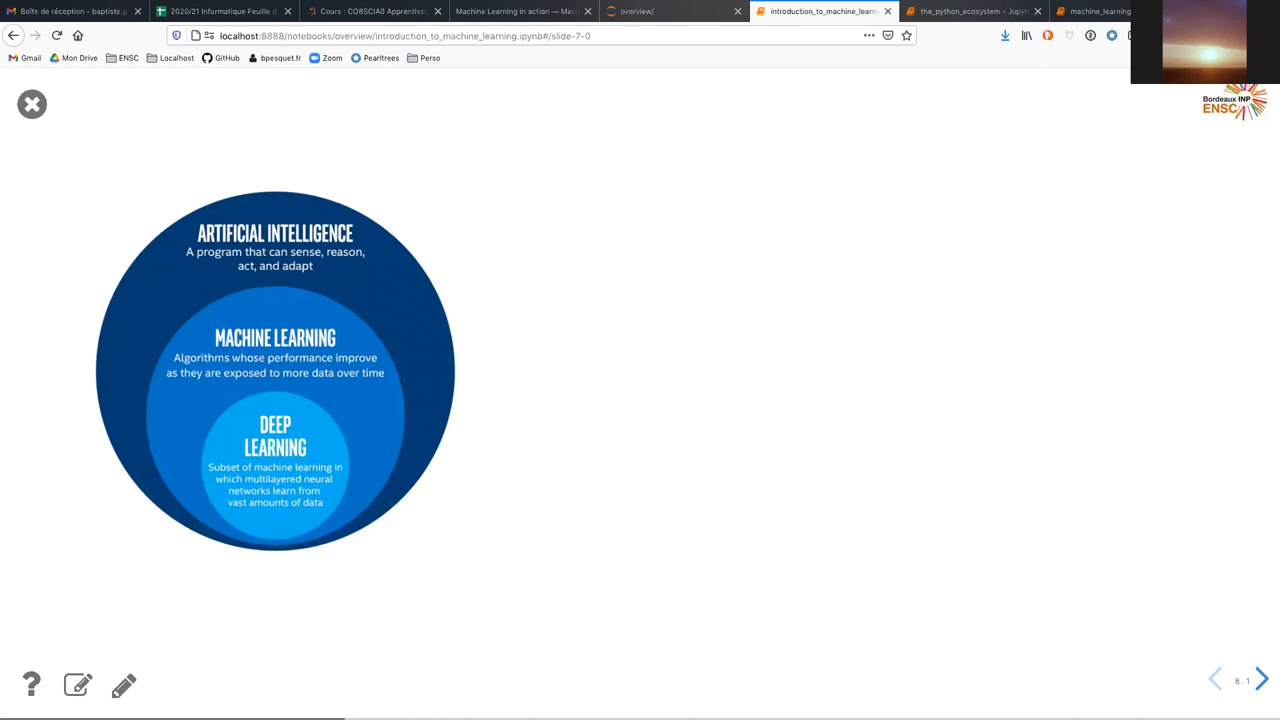 Boîte de réception - baptiste.p
2020/21 Informatique Feuille d
Cours : CO8SCIA0 Apprentiss
Machine Learning in action — Ma
overview/
introduction_to_machine_learni
the_python_ecosystem - Jupyt
machine_learning
localhost:8888/notebooks/overview/introduction_to_machine_learning.ipynb#/slide-7-0
Gmail
Mon Drive
ENSC
Localhost
GitHub
bpesquet.fr
Zoom
Pearltrees
Perso
Bordeaux INP
ENSC
ARTIFICIAL INTELLIGENCE
A program that can sense, reason,
act, and adapt
MACHINE LEARNING
Algorithms whose performance improve
as they are exposed to more data over time
DEEP
LEARNING
Subset of machine learning in
which multilayered neural
networks learn from
vast amounts of data
?
8.1